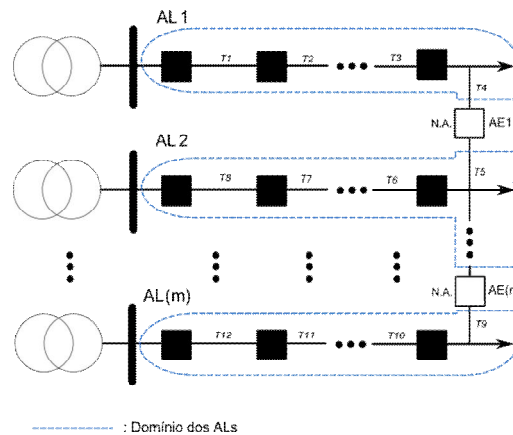 AL 1
T1 T2 T3
T4
N.A. AE1
AL 2
T8 T7 T6 T5
AL(m)
N.A. AE(n
T12 T11 T10 T9
: Domínio dos ALs